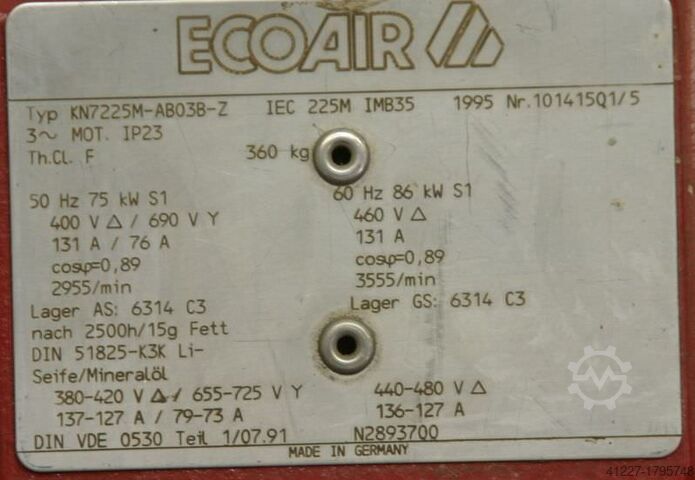 ECOAIR
Typ KN7225M-AB03B-Z IEC 225M IMB35 1995 Nr.101415Q1/5
3~ MOT. IP23
Th.Cl. F 360 kg
50 Hz 75 kW S1 60 Hz 86 kW S1
400 V Δ / 690 V Y 460 V Δ
131 A / 76 A 131 A
cosφ=0,89 cosφ=0,89
2955/min 3555/min
Lager AS: 6314 C3 Lager GS: 6314 C3
nach 2500h/15g Fett
DIN 51825-K3K Li-
Seife/Mineralöl
380-420 V Δ / 655-725 V Y 440-480 V Δ
137-127 A / 79-73 A 136-127 A
DIN VDE 0530 Teil 1/07.91 N2893700
MADE IN GERMANY
41227-1795748